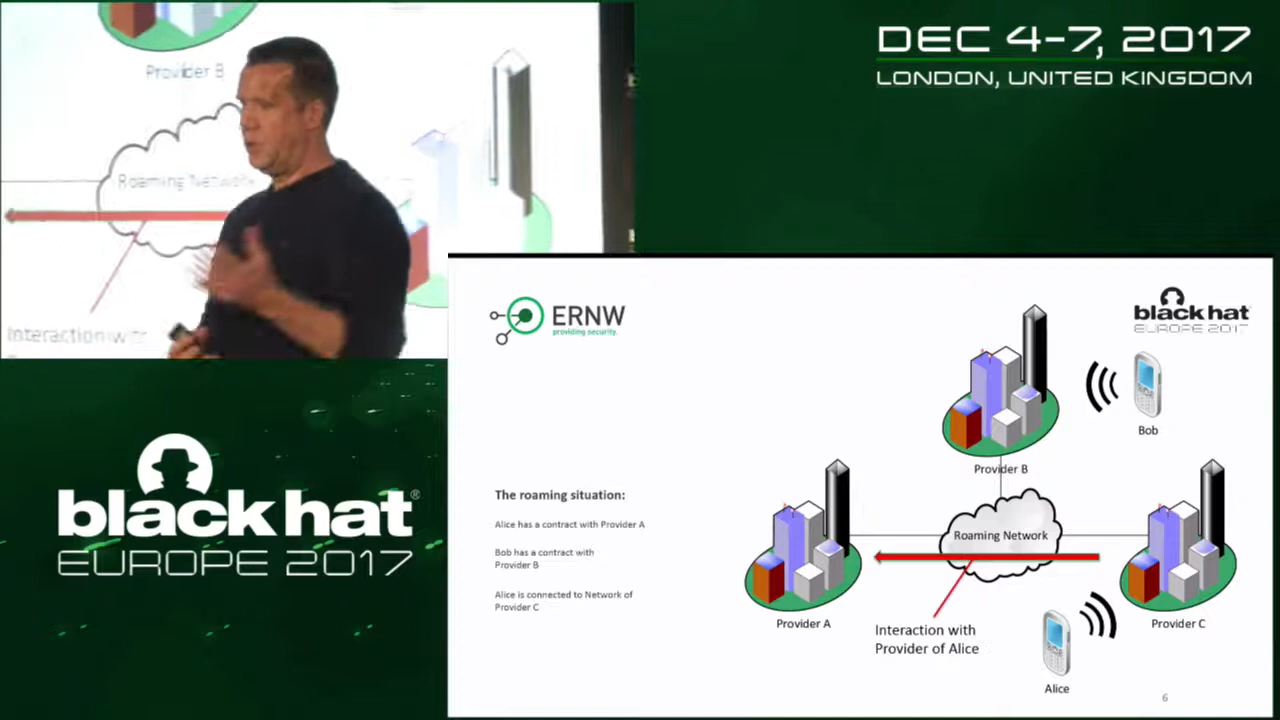 Provider B
Roaming Network
Interaction with
DEC 4-7, 2017
LONDON, UNITED KINGDOM
black hat®
EUROPE 2017
ERNW
providing security.
black hat
EUROPE 2017
Bob
Provider B
The roaming situation:
Alice has a contract with Provider A
Bob has a contract with
Provider B
Alice is connected to Network of
Provider C
Roaming Network
Provider A
Provider C
Interaction with
Provider of Alice
Alice
6